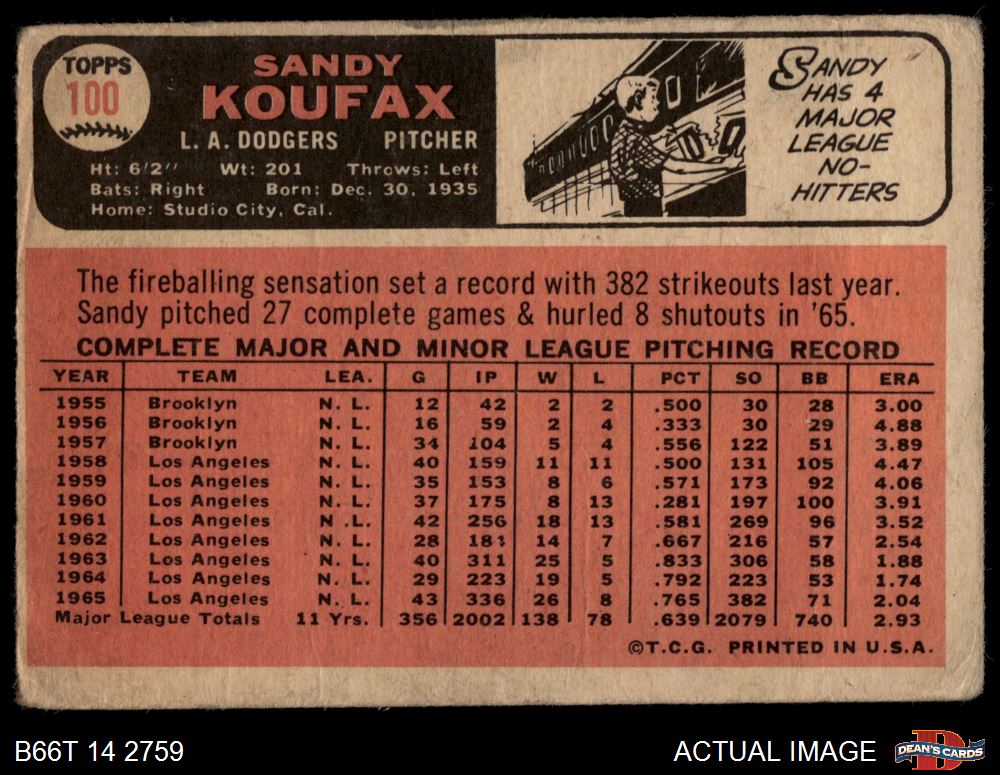 TOPPS
100
SANDY
KOUFAX
L. A. DODGERS PITCHER
Ht: 6'2'' Wt: 201 Throws: Left
Bats: Right Born: Dec. 30, 1935
Home: Studio City, Cal.
SANDY
HAS 4
MAJOR
LEAGUE
NO-
HITTERS
The fireballing sensation set a record with 382 strikeouts last year.
Sandy pitched 27 complete games & hurled 8 shutouts in '65.
COMPLETE MAJOR AND MINOR LEAGUE PITCHING RECORD
YEAR TEAM LEA. G IP W L PCT SO BB ERA
1955 Brooklyn N. L. 12 42 2 2 .500 30 28 3.00
1956 Brooklyn N. L. 16 59 2 4 .333 30 29 4.88
1957 Brooklyn N. L. 34 104 5 4 .556 122 51 3.89
1958 Los Angeles N. L. 40 159 11 11 .500 131 105 4.47
1959 Los Angeles N. L. 35 153 8 6 .571 173 92 4.06
1960 Los Angeles N. L. 37 175 8 13 .281 197 100 3.91
1961 Los Angeles N .L. 42 256 18 13 .581 269 96 3.52
1962 Los Angeles N. L. 28 184 14 7 .667 216 57 2.54
1963 Los Angeles N. L. 40 311 25 5 .833 306 58 1.88
1964 Los Angeles N. L. 29 223 19 5 .792 223 53 1.74
1965 Los Angeles N. L. 43 336 26 8 .765 382 71 2.04
Major League Totals 11 Yrs. 356 2002 138 78 .639 2079 740 2.93
©T.C.G. PRINTED IN U.S.A.
B66T 14 2759
ACTUAL IMAGE
DEAN'S CARDS